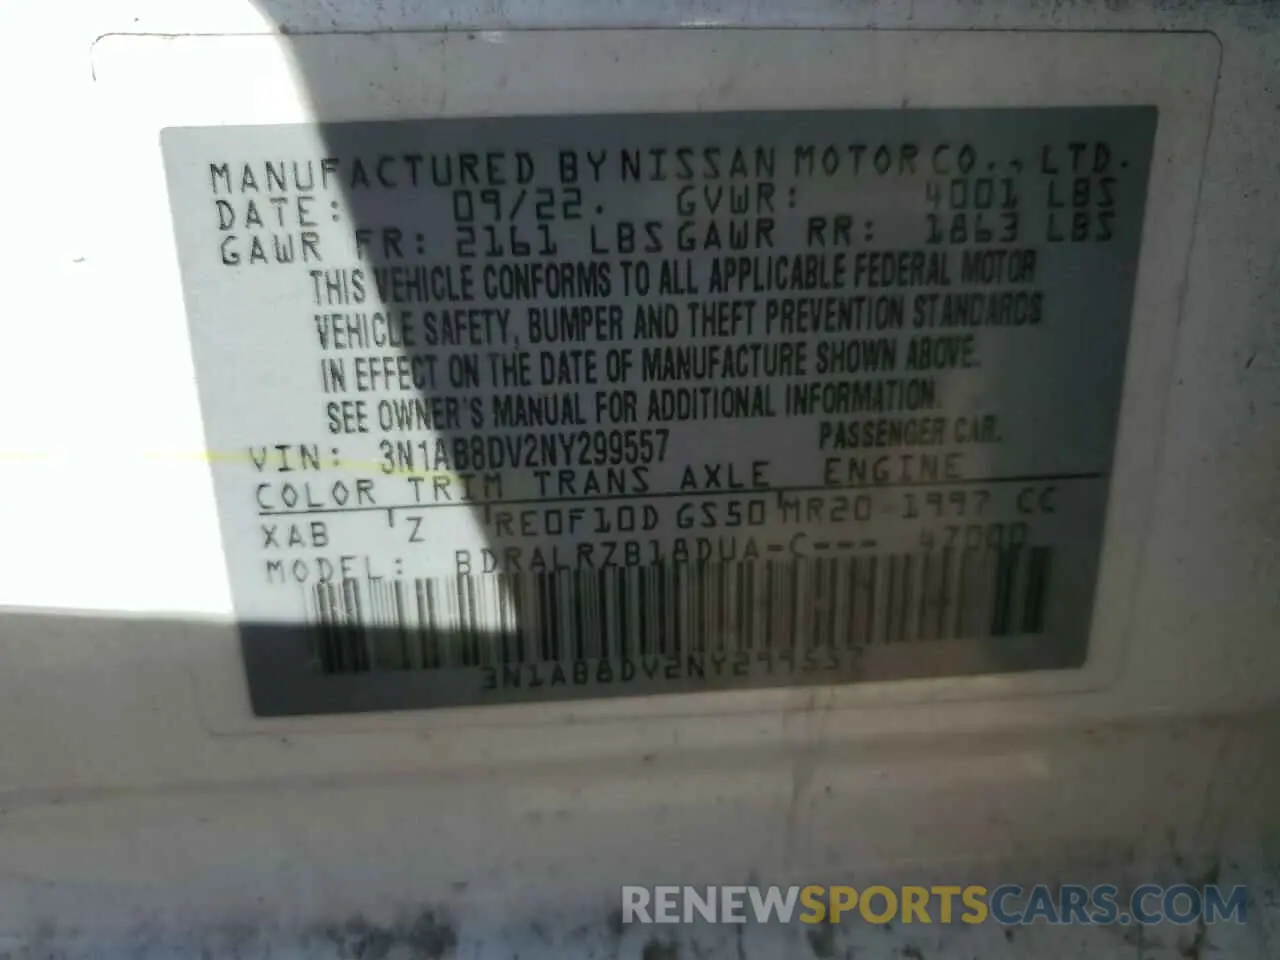 MANUFACTURED BY NISSAN MOTOR CO., LTD.
DATE: 09/22. GVWR: 4001 LBS
GAWR FR: 2161 LBS GAWR RR: 1863 LBS
THIS VEHICLE CONFORMS TO ALL APPLICABLE FEDERAL MOTOR
VEHICLE SAFETY, BUMPER AND THEFT PREVENTION STANDARDS
IN EFFECT ON THE DATE OF MANUFACTURE SHOWN ABOVE.
SEE OWNER'S MANUAL FOR ADDITIONAL INFORMATION.
VIN: 3N1AB8DV2NY299557 PASSENGER CAR.
COLOR TRIM TRANS AXLE ENGINE
XAB Z RE0F10D GS50 MR20-1997 CC
MODEL: BDRALRZB18DUA-C--- 47000
3N1AB8DV2NY299557
RENEWSPORTSCARS.COM